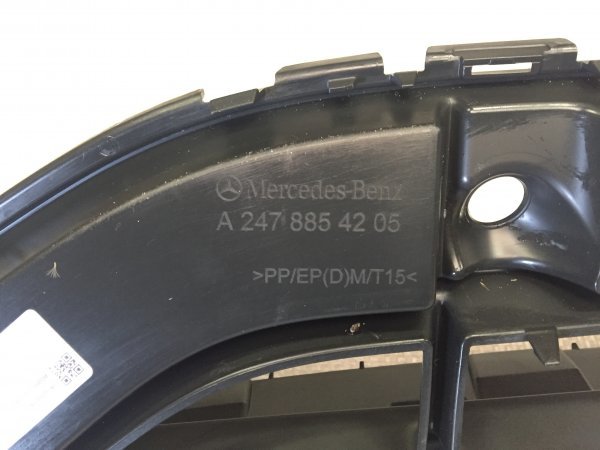 Mercedes-Benz
A 247 885 42 05
>PP/EP(D)M/T15<